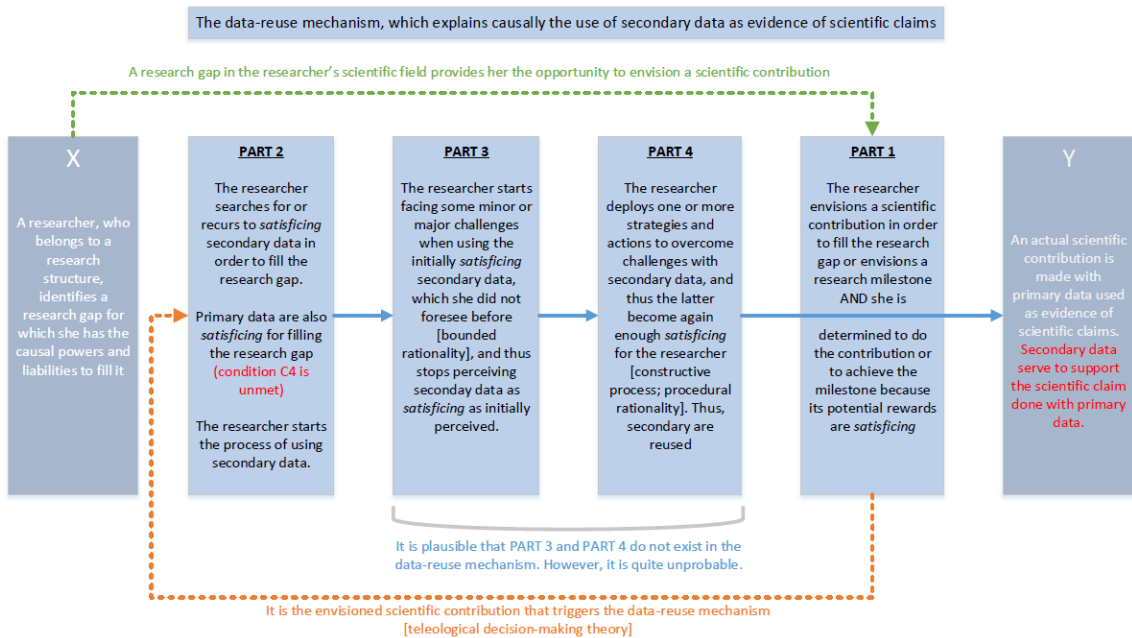 The data-reuse mechanism, which explains causally the use of secondary data as evidence of scientific claims
A research gap in the researcher's scientific field provides her the opportunity to envision a scientific contribution
X
A researcher, who
belongs to a
research
structure,
identifies a
research gap for
which she has the
causal powers and
liabilities to fill it
PART 2
The researcher
searches for or
recurs to satisficing
secondary data in
order to fill the
research gap.
Primary data are also
satisficing for filling
the research gap
(condition C4 is
unmet)
The researcher starts
the process of using
secondary data.
PART 3
The researcher starts
facing some minor or
major challenges
when using the
initially satisficing
secondary data,
which she did not
foresee before
[bounded
rationality], and thus
stops perceiving
seconday data as
satisficing as initially
perceived.
PART 4
The researcher
deploys one or more
strategies and
actions to overcome
challenges with
secondary data, and
thus the latter
become again
enough satisficing
for the researcher
[constructive
process; procedural
rationality]. Thus,
secondary are
reused
PART 1
The researcher
envisions a scientific
contribution in order
to fill the research
gap or envisions a
research milestone
AND she is
determined to do
the contribution or
to achieve the
milestone because
its potential rewards
are satisficing
Y
An actual scientific
contribution is
made with
primary data used
as evidence of
scientific claims.
Secondary data
serve to support
the scientific claim
done with primary
data.
It is plausible that PART 3 and PART 4 do not exist in the
data-reuse mechanism. However, it is quite unprobable.
It is the envisioned scientific contribution that triggers the data-reuse mechanism
[teleological decision-making theory]